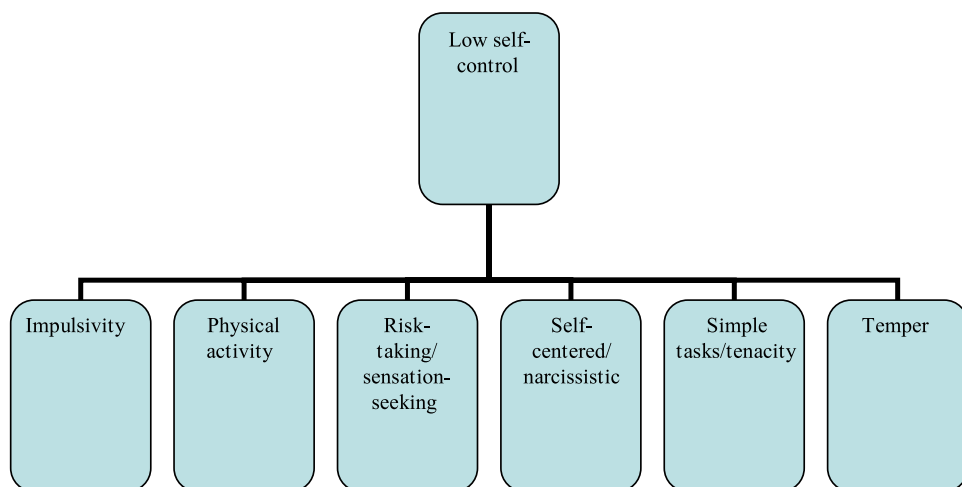 Low self-
control
Impulsivity
Physical
activity
Risk-
taking/
sensation-
seeking
Self-
centered/
narcissistic
Simple
tasks/tenacity
Temper